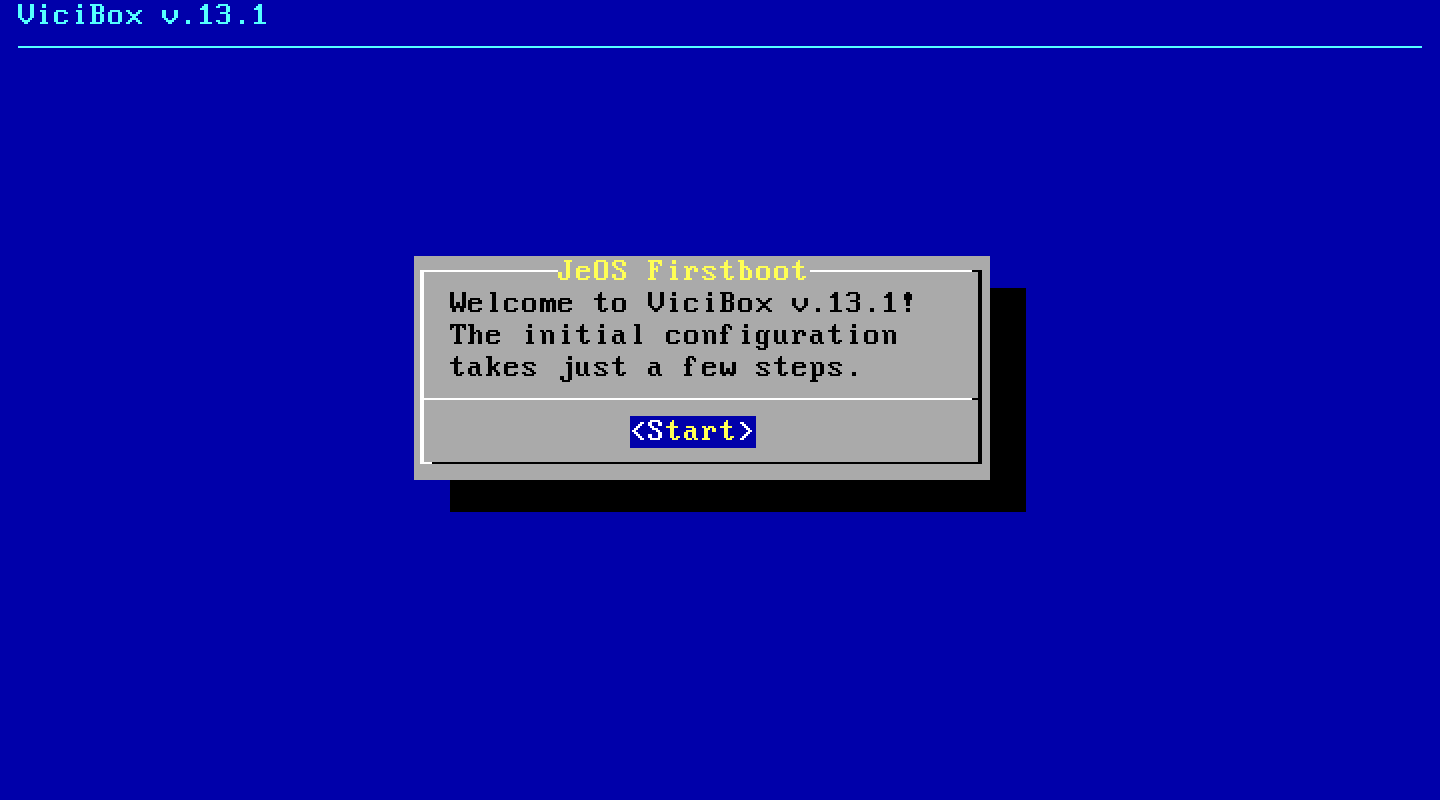 ViciBox v.13.1
JeOS Firstboot
Welcome to ViciBox v.13.1!
The initial configuration
takes just a few steps.
<Start>